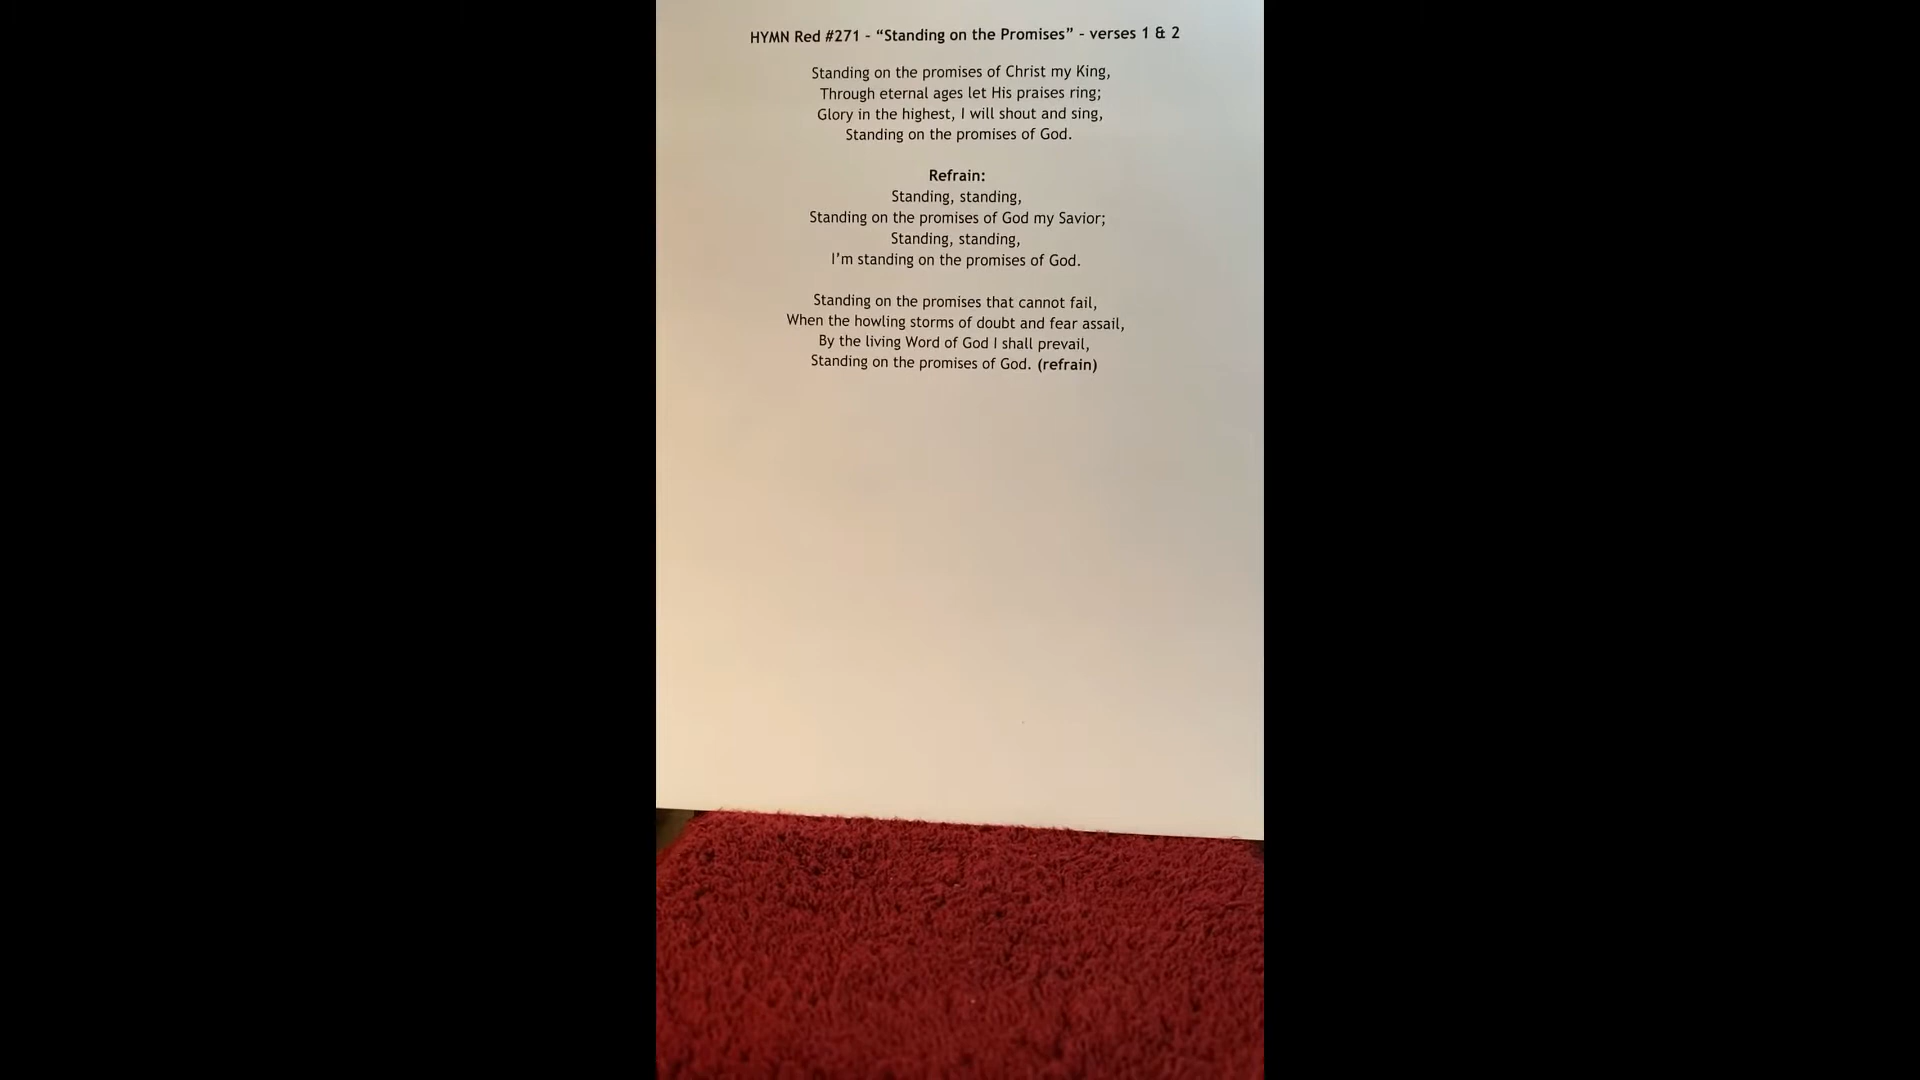 HYMN Red #271 – “Standing on the Promises” – verses 1 & 2
Standing on the promises of Christ my King,
Through eternal ages let His praises ring;
Glory in the highest, I will shout and sing,
Standing on the promises of God.
Refrain:
Standing, standing,
Standing on the promises of God my Savior;
Standing, standing,
I’m standing on the promises of God.
Standing on the promises that cannot fail,
When the howling storms of doubt and fear assail,
By the living Word of God I shall prevail,
Standing on the promises of God. (refrain)